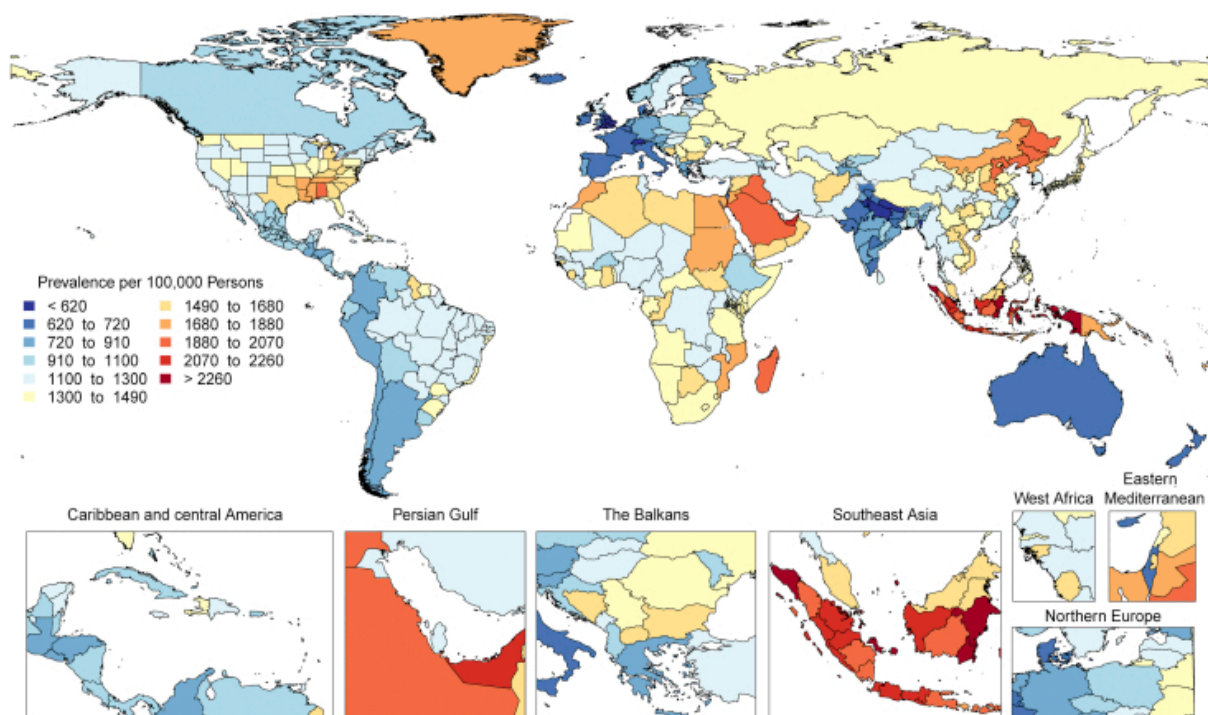 Prevalence per 100,000 Persons
< 620
620 to 720
720 to 910
910 to 1100
1100 to 1300
1300 to 1490
1490 to 1680
1680 to 1880
1880 to 2070
2070 to 2260
> 2260
Caribbean and central America
Persian Gulf
The Balkans
Southeast Asia
West Africa
Eastern
Mediterranean
Northern Europe